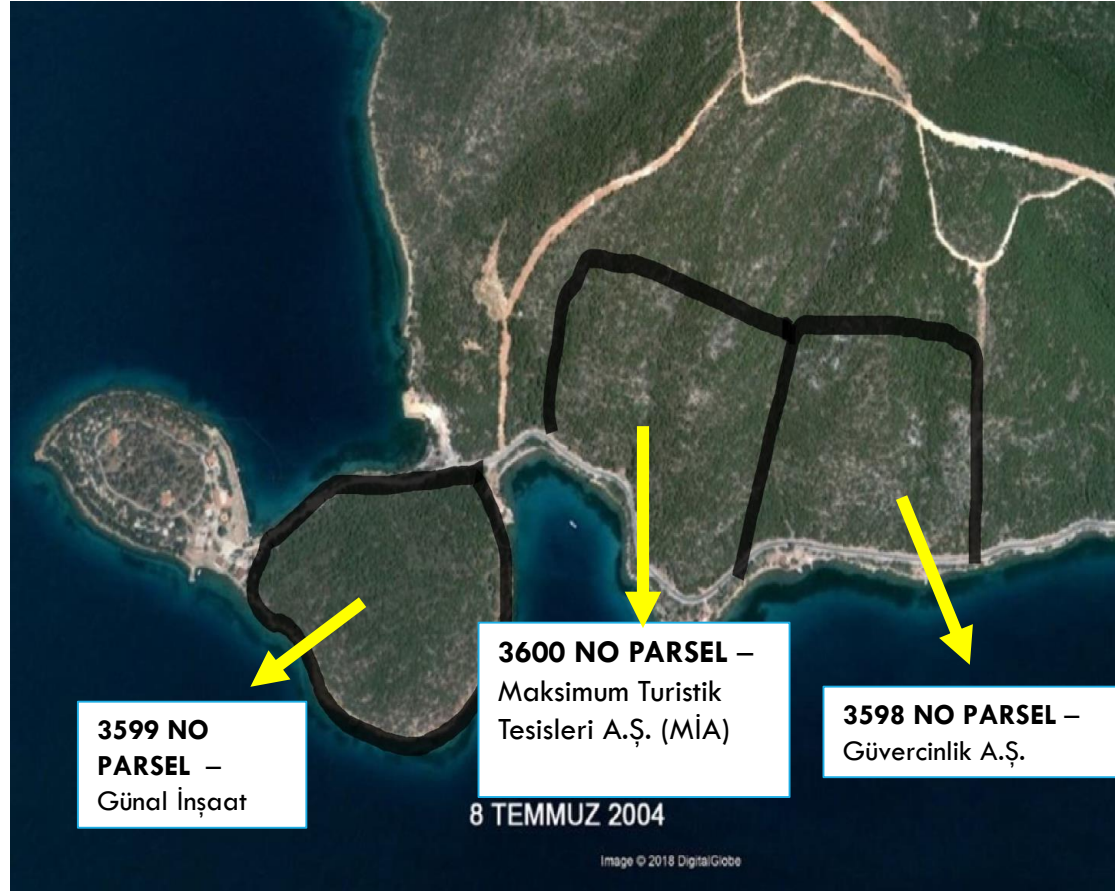 3599 NO
PARSEL –
Günal İnşaat
3600 NO PARSEL –
Maksimum Turistik
Tesisleri A.Ş. (MİA)
3598 NO PARSEL –
Güvercinlik A.Ş.
8 TEMMUZ 2004
Image © 2018 DigitalGlobe